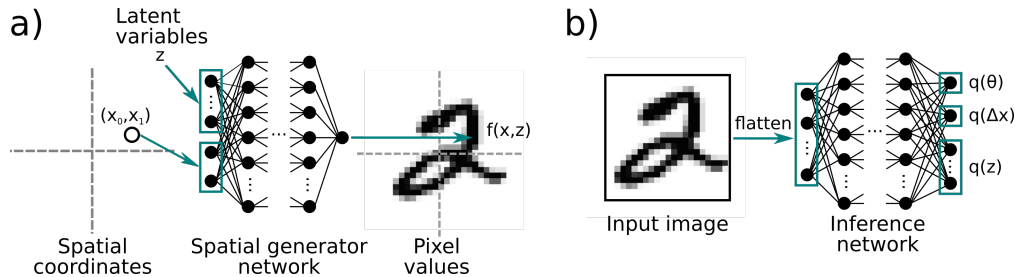 a)
Latent
variables
z
(x₀,x₁)
...
f(x,z)
Spatial
coordinates
Spatial generator
network
Pixel
values
b)
flatten
...
q(θ)
q(Δx)
q(z)
Input image
Inference
network